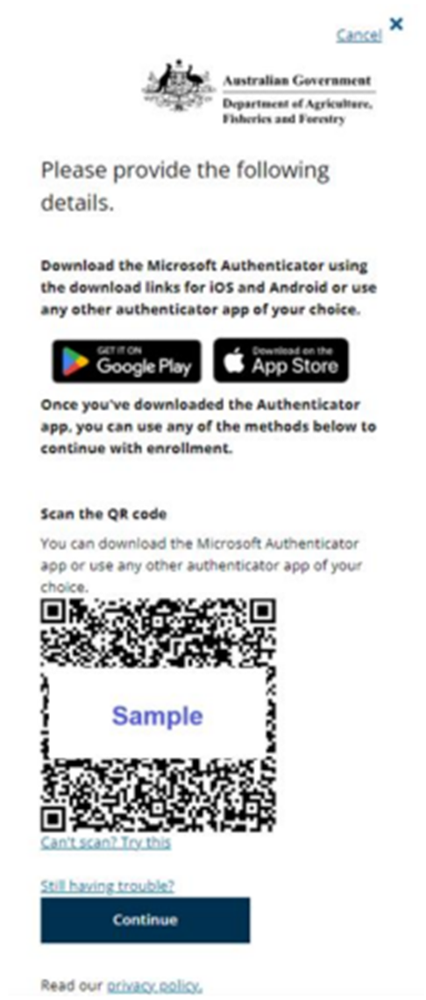 Cancel ×
Australian Government
Department of Agriculture,
Fisheries and Forestry
Please provide the following
details.
Download the Microsoft Authenticator using
the download links for iOS and Android or use
any other authenticator app of your choice.
GET IT ON
Google Play
Download on the
App Store
Once you've downloaded the Authenticator
app, you can use any of the methods below to
continue with enrollment.
Scan the QR code
You can download the Microsoft Authenticator
app or use any other authenticator app of your
choice.
Sample
Can't scan? Try this
Still having trouble?
Continue
Read our privacy policy.